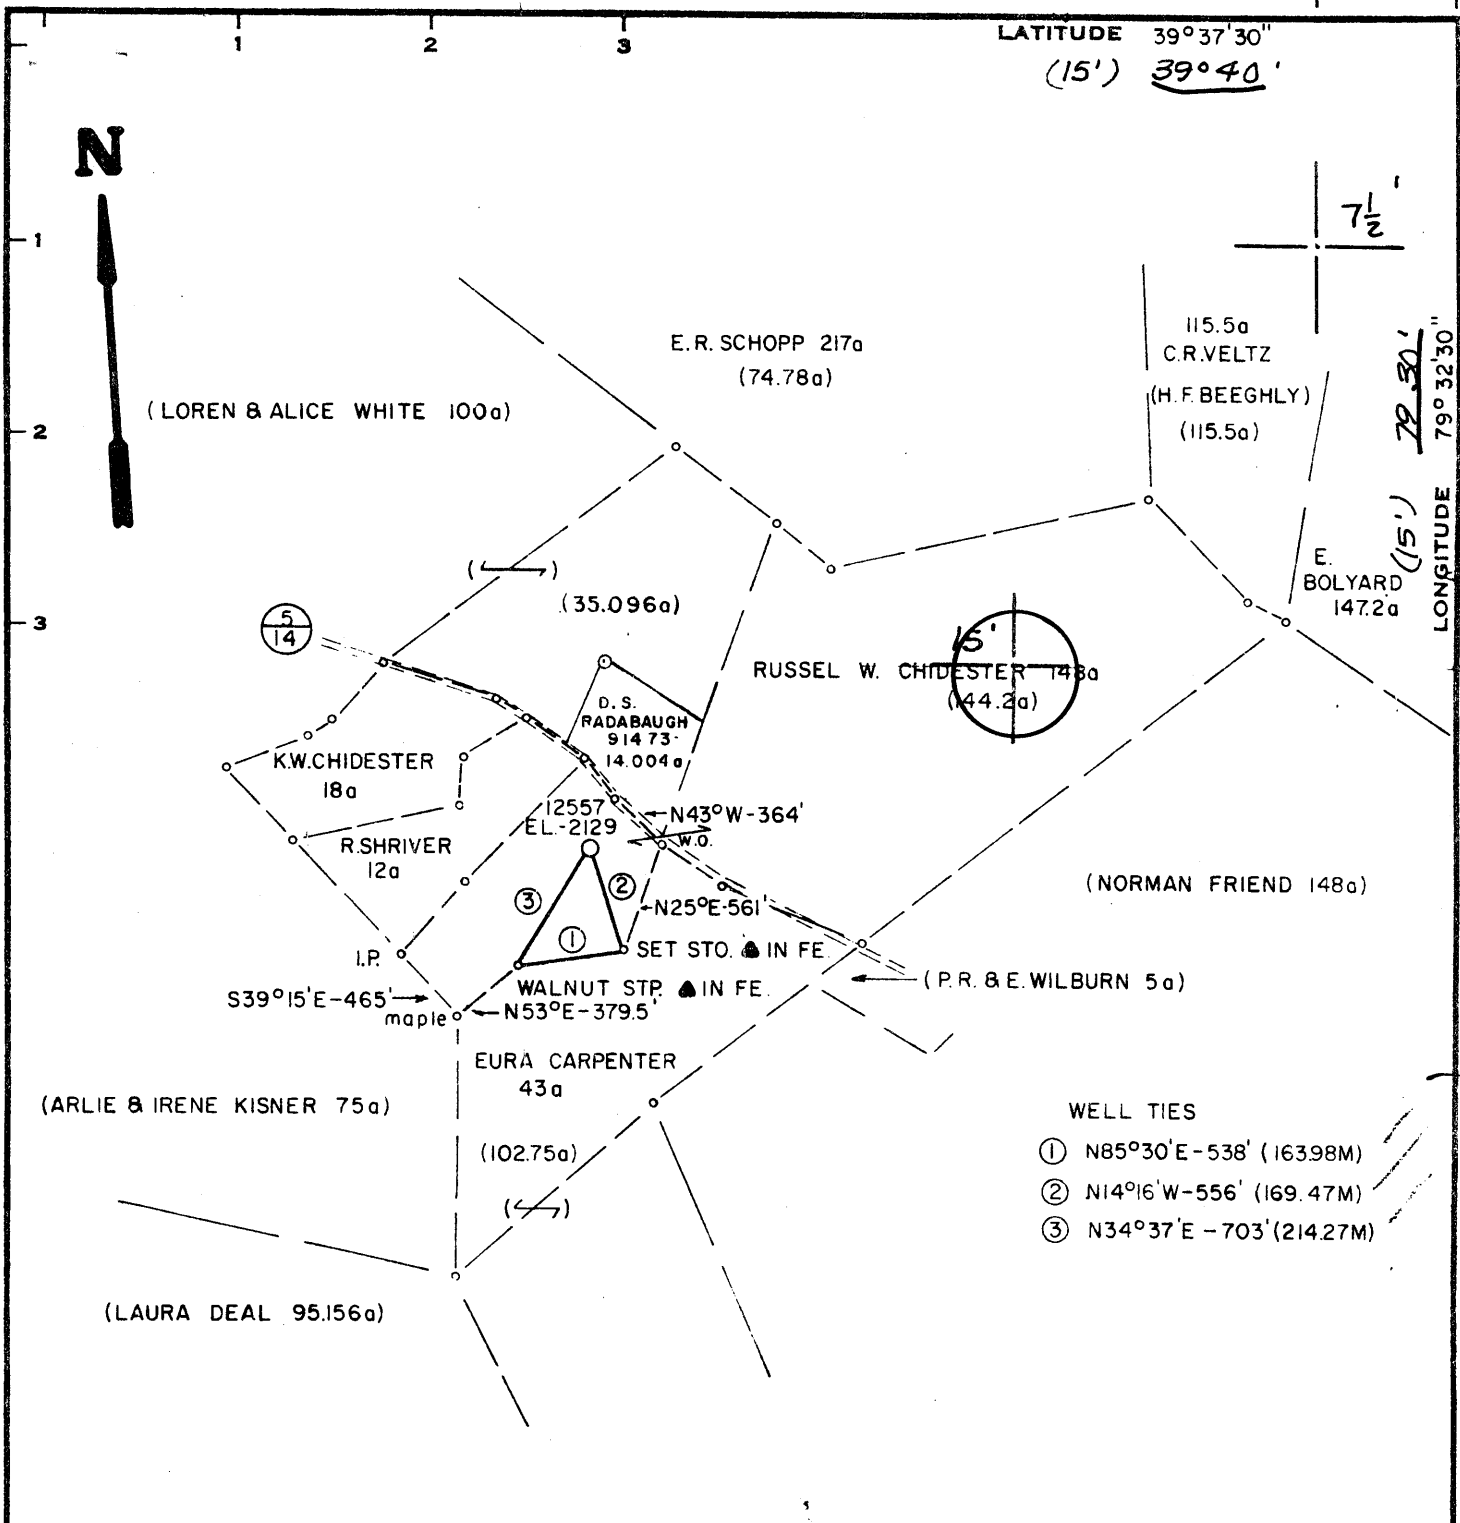 1 2 3
LATITUDE 39°37'30"
(15') 39°40'
N
7½'
1
E.R. SCHOPP 217a
(74.78a)
115.5a
C.R.VELTZ
(H.F. BEEGHLY)
(115.5a)
LONGITUDE 79°32'30"
(15') 79°30'
(LOREN & ALICE WHITE 100a)
2
(35.096a)
E.
BOLYARD
147.2a
3
5
14
15'
RUSSEL W. CHIDESTER 148a
(144.2a)
D. S.
RADABAUGH
914 73
14.004a
K.W.CHIDESTER
18a
12557
EL.-2129
N43°W-364'
W.O.
R.SHRIVER
12a
3
2
N25°E-561'
(NORMAN FRIEND 148a)
1
SET STO. IN FE.
I.P.
WALNUT STP. IN FE.
(P.R. & E.WILBURN 5a)
S39°15'E-465'
maple
N53°E-379.5'
EURA CARPENTER
43a
(ARLIE & IRENE KISNER 75a)
(102.75a)
WELL TIES
1 N85°30'E-538' (163.98M)
2 N14°16'W-556' (169.47M)
3 N34°37'E-703' (214.27M)
(LAURA DEAL 95.156a)